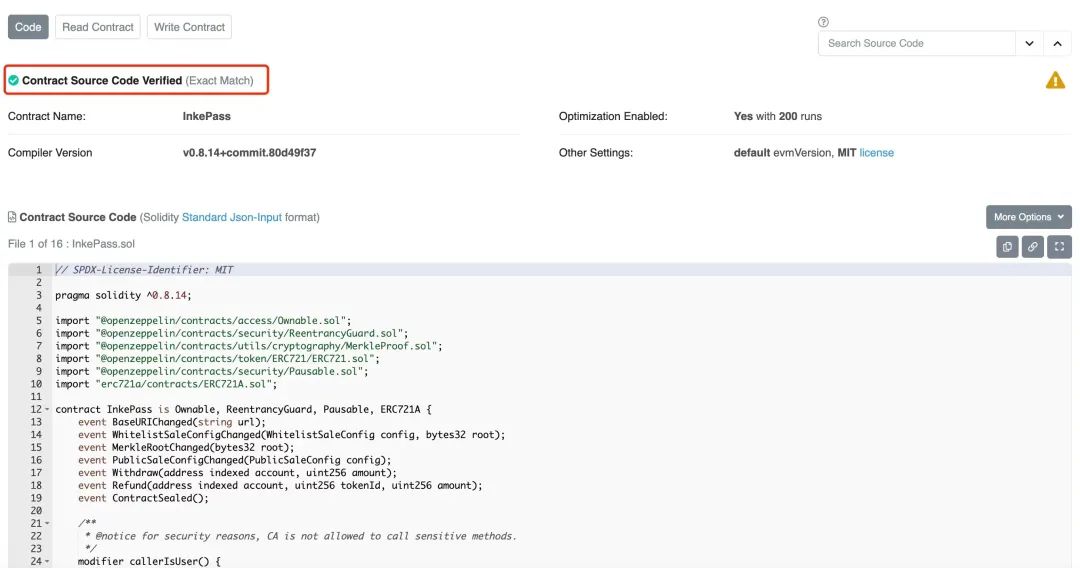 Code Read Contract Write Contract
Search Source Code
Contract Source Code Verified (Exact Match)
Contract Name: InkePass Optimization Enabled: Yes with 200 runs
Compiler Version v0.8.14+commit.80d49f37 Other Settings: default evmVersion, MIT license
Contract Source Code (Solidity Standard Json-Input format) More Options
File 1 of 16 : InkePass.sol
1 // SPDX-License-Identifier: MIT
2
3 pragma solidity ^0.8.14;
4
5 import "@openzeppelin/contracts/access/Ownable.sol";
6 import "@openzeppelin/contracts/security/ReentrancyGuard.sol";
7 import "@openzeppelin/contracts/utils/cryptography/MerkleProof.sol";
8 import "@openzeppelin/contracts/token/ERC721/ERC721.sol";
9 import "@openzeppelin/contracts/security/Pausable.sol";
10 import "erc721a/contracts/ERC721A.sol";
11
12 contract InkePass is Ownable, ReentrancyGuard, Pausable, ERC721A {
13 event BaseURIChanged(string url);
14 event WhitelistSaleConfigChanged(WhitelistSaleConfig config, bytes32 root);
15 event MerkleRootChanged(bytes32 root);
16 event PublicSaleConfigChanged(PublicSaleConfig config);
17 event Withdraw(address indexed account, uint256 amount);
18 event Refund(address indexed account, uint256 tokenId, uint256 amount);
19 event ContractSealed();
20
21 /**
22 * @notice for security reasons, CA is not allowed to call sensitive methods.
23 */
24 modifier callerIsUser() {